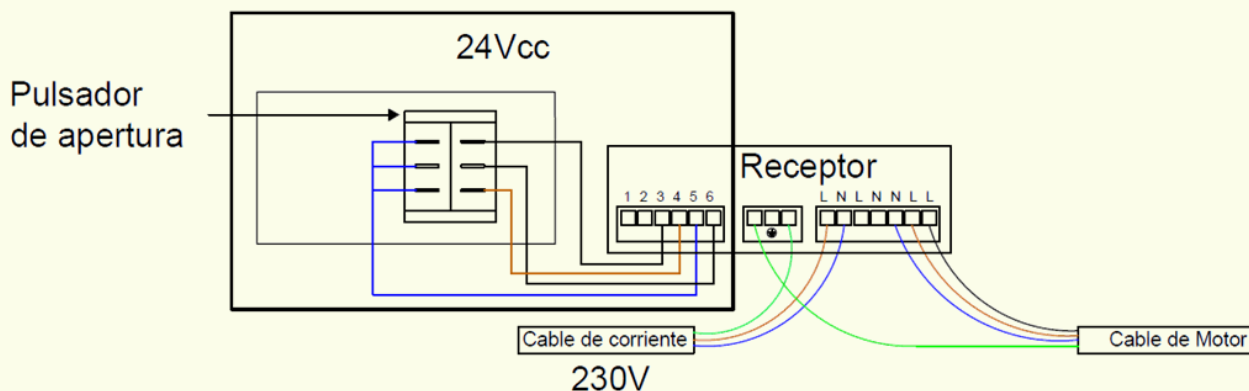 24Vcc
Pulsador
de apertura
Receptor
1 2 3 4 5 6
L N L N N L L
Cable de corriente
Cable de Motor
230V